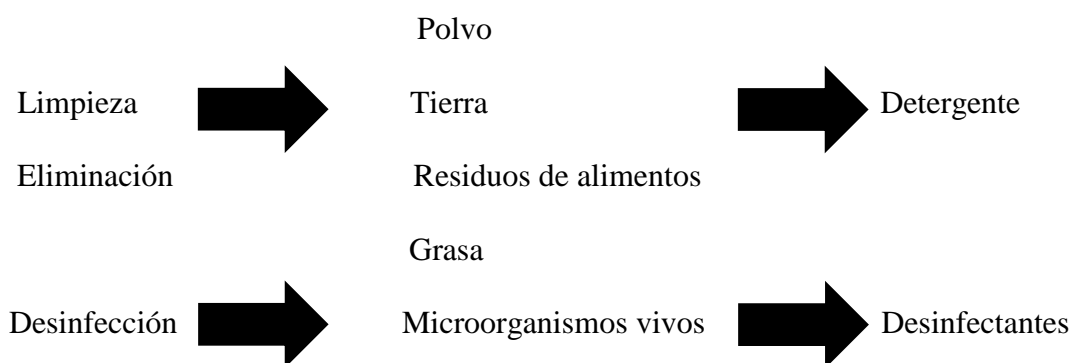 Polvo
Limpieza Tierra Detergente
Eliminación Residuos de alimentos
Grasa
Desinfección Microorganismos vivos Desinfectantes